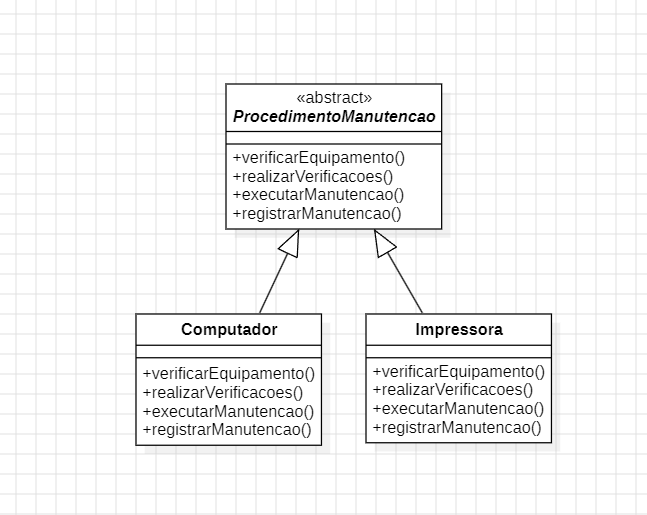 «abstract»
ProcedimentoManutencao
+verificarEquipamento()
+realizarVerificacoes()
+executarManutencao()
+registrarManutencao()
Computador
+verificarEquipamento()
+realizarVerificacoes()
+executarManutencao()
+registrarManutencao()
Impressora
+verificarEquipamento()
+realizarVerificacoes()
+executarManutencao()
+registrarManutencao()